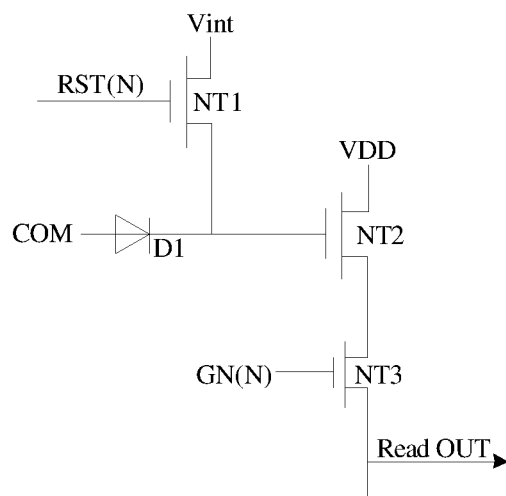 Vint
RST(N)
NT1
VDD
COM
D1
NT2
GN(N)
NT3
Read OUT